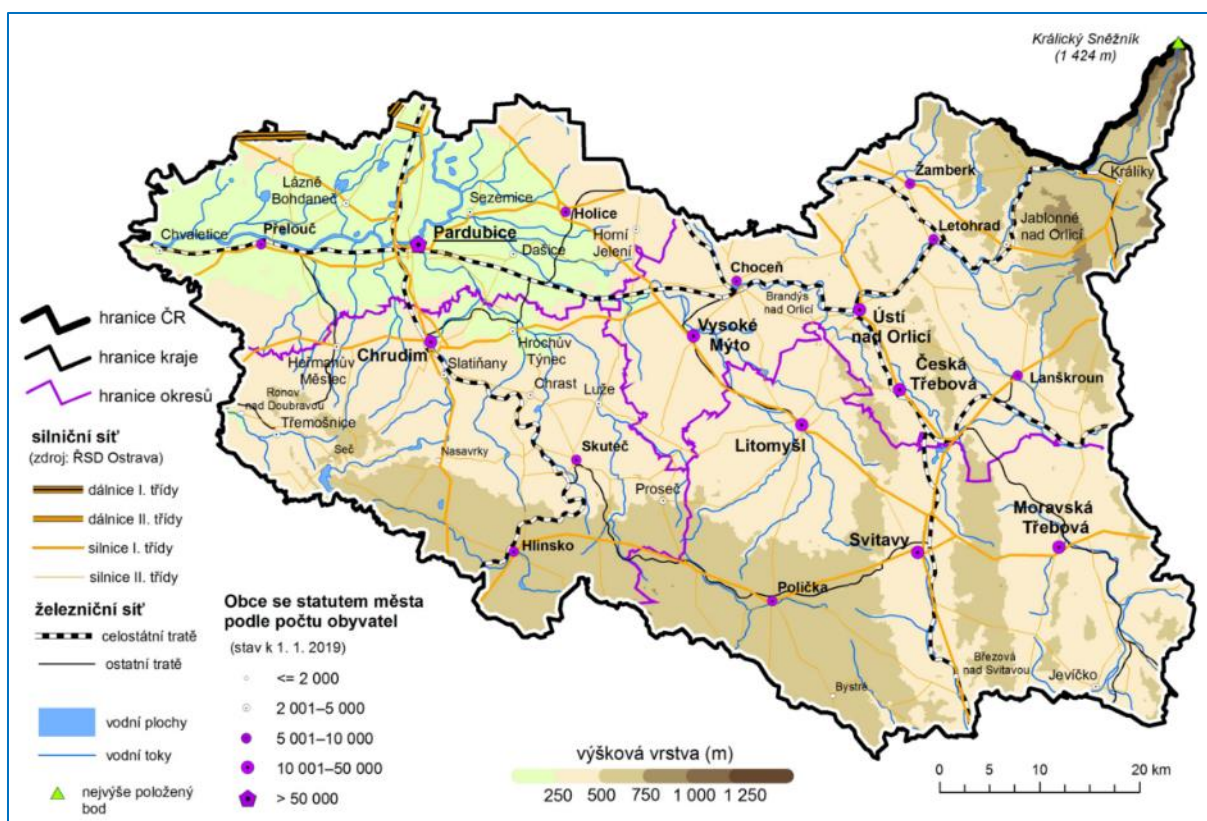 Králický Sněžník
(1 424 m)
Žamberk
Králíky
Lázně
Bohdaneč
Sezemice
Holice
Letohrad
Jablonné
nad Orlicí
Chvaletice
Přelouč
Pardubice
Dašice
Horní
Jelení
Choceň
Brandýs
nad Orlicí
Ústí
nad Orlicí
Vysoké
Mýto
Heřmanův
Městec
Chrudim
Slatiňany
Hrochův
Týnec
Česká
Třebová
Lanškroun
Chrast
Luže
Ronov
nad Doubravou
Třemošnice
Litomyšl
Seč
Nasavrky
Skuteč
Proseč
Moravská
Třebová
Svitavy
Hlinsko
Polička
Březová
nad Svitavou
Jevíčko
Bystré
hranice ČR
hranice kraje
hranice okresů
silniční síť
(zdroj: ŘSD Ostrava)
dálnice I. třídy
dálnice II. třídy
silnice I. třídy
silnice II. třídy
železniční síť
celostátní tratě
ostatní tratě
vodní plochy
vodní toky
nejvýše položený
bod
Obce se statutem města
podle počtu obyvatel
(stav k 1. 1. 2019)
<= 2 000
2 001–5 000
5 001–10 000
10 001–50 000
> 50 000
výšková vrstva (m)
250 500 750 1 000 1 250
0 5 10 20 km